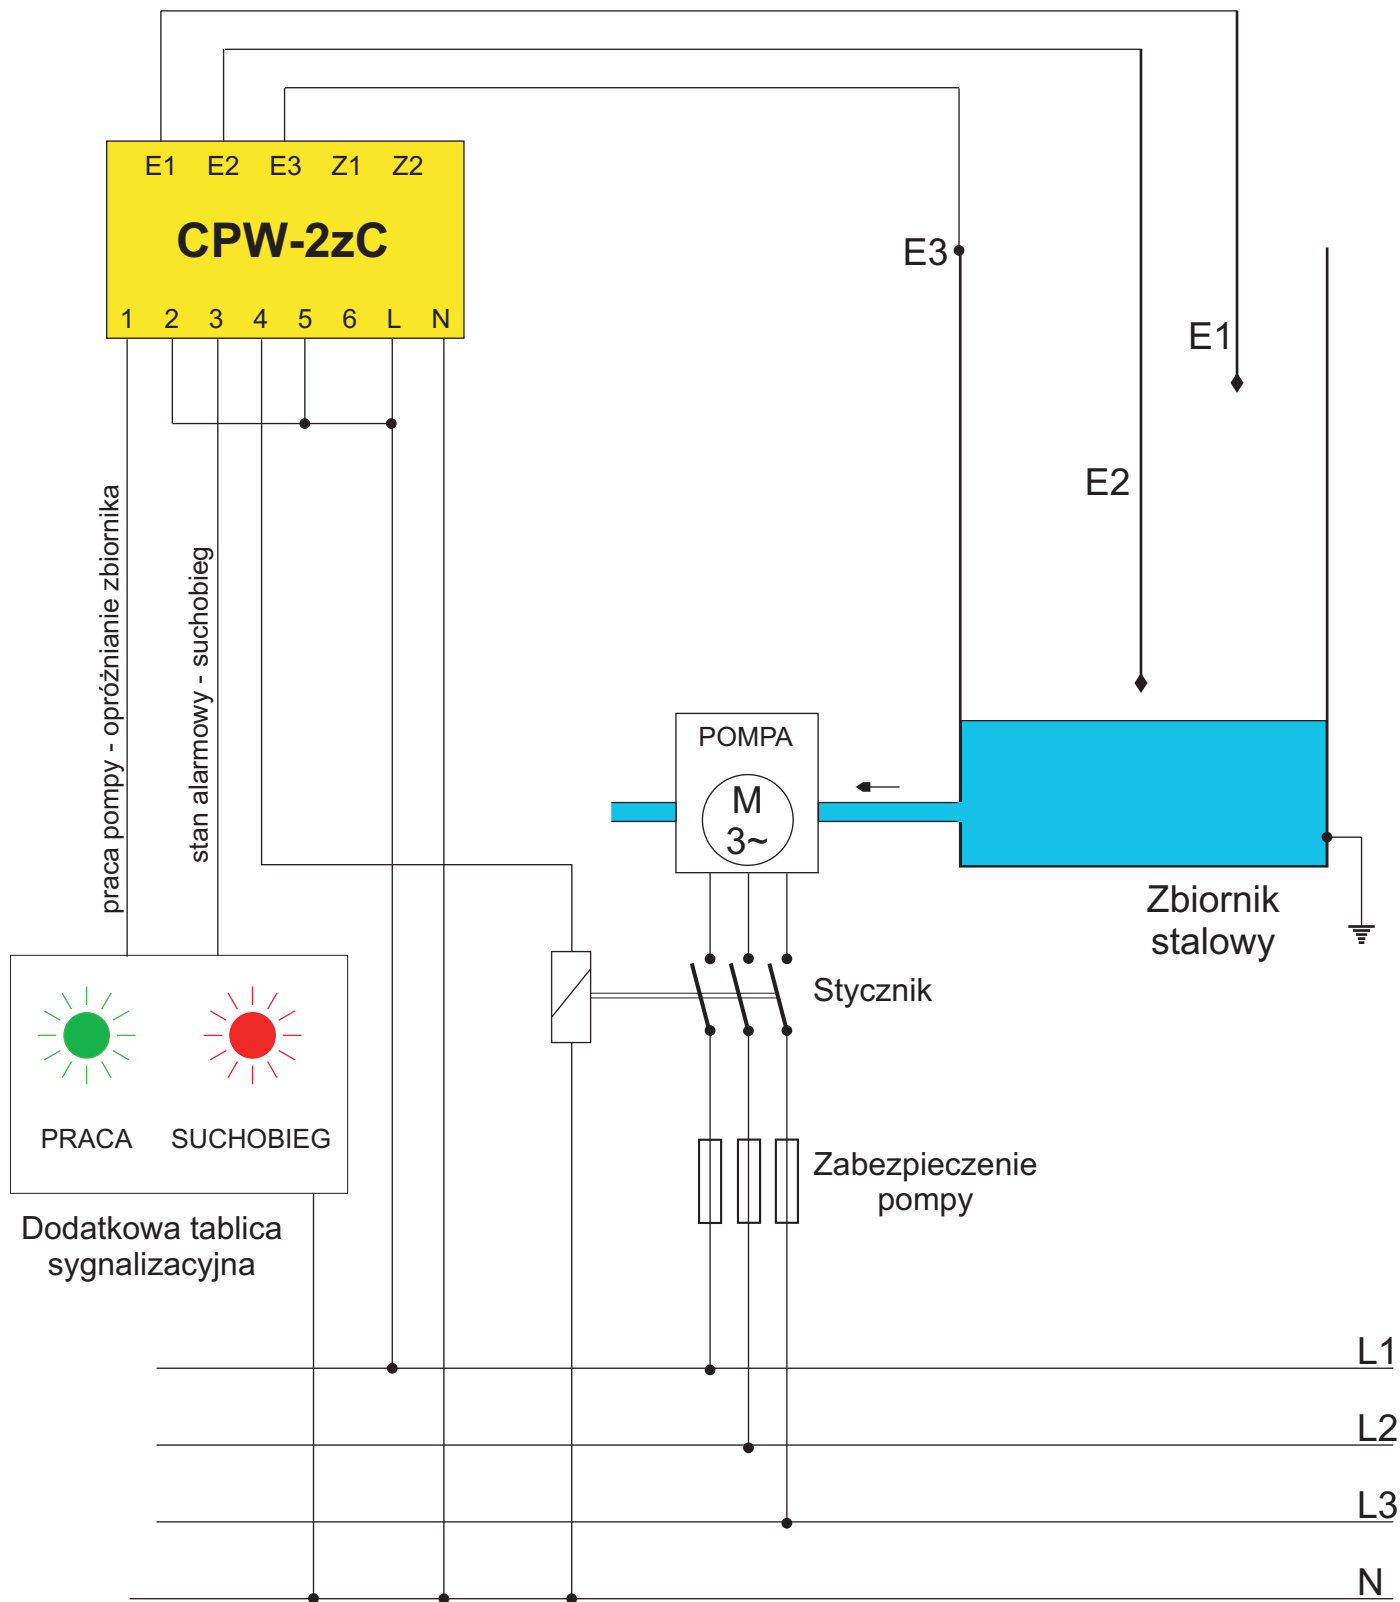 E1 E2 E3 Z1 Z2
CPW-2zC
1 2 3 4 5 6 L N
E3
E1
E2
praca pompy - opróżnianie zbiornika
stan alarmowy - suchobieg
POMPA
M
3~
Zbiornik
stalowy
Stycznik
PRACA SUCHOBIEG
Zabezpieczenie
pompy
Dodatkowa tablica
sygnalizacyjna
L1
L2
L3
N